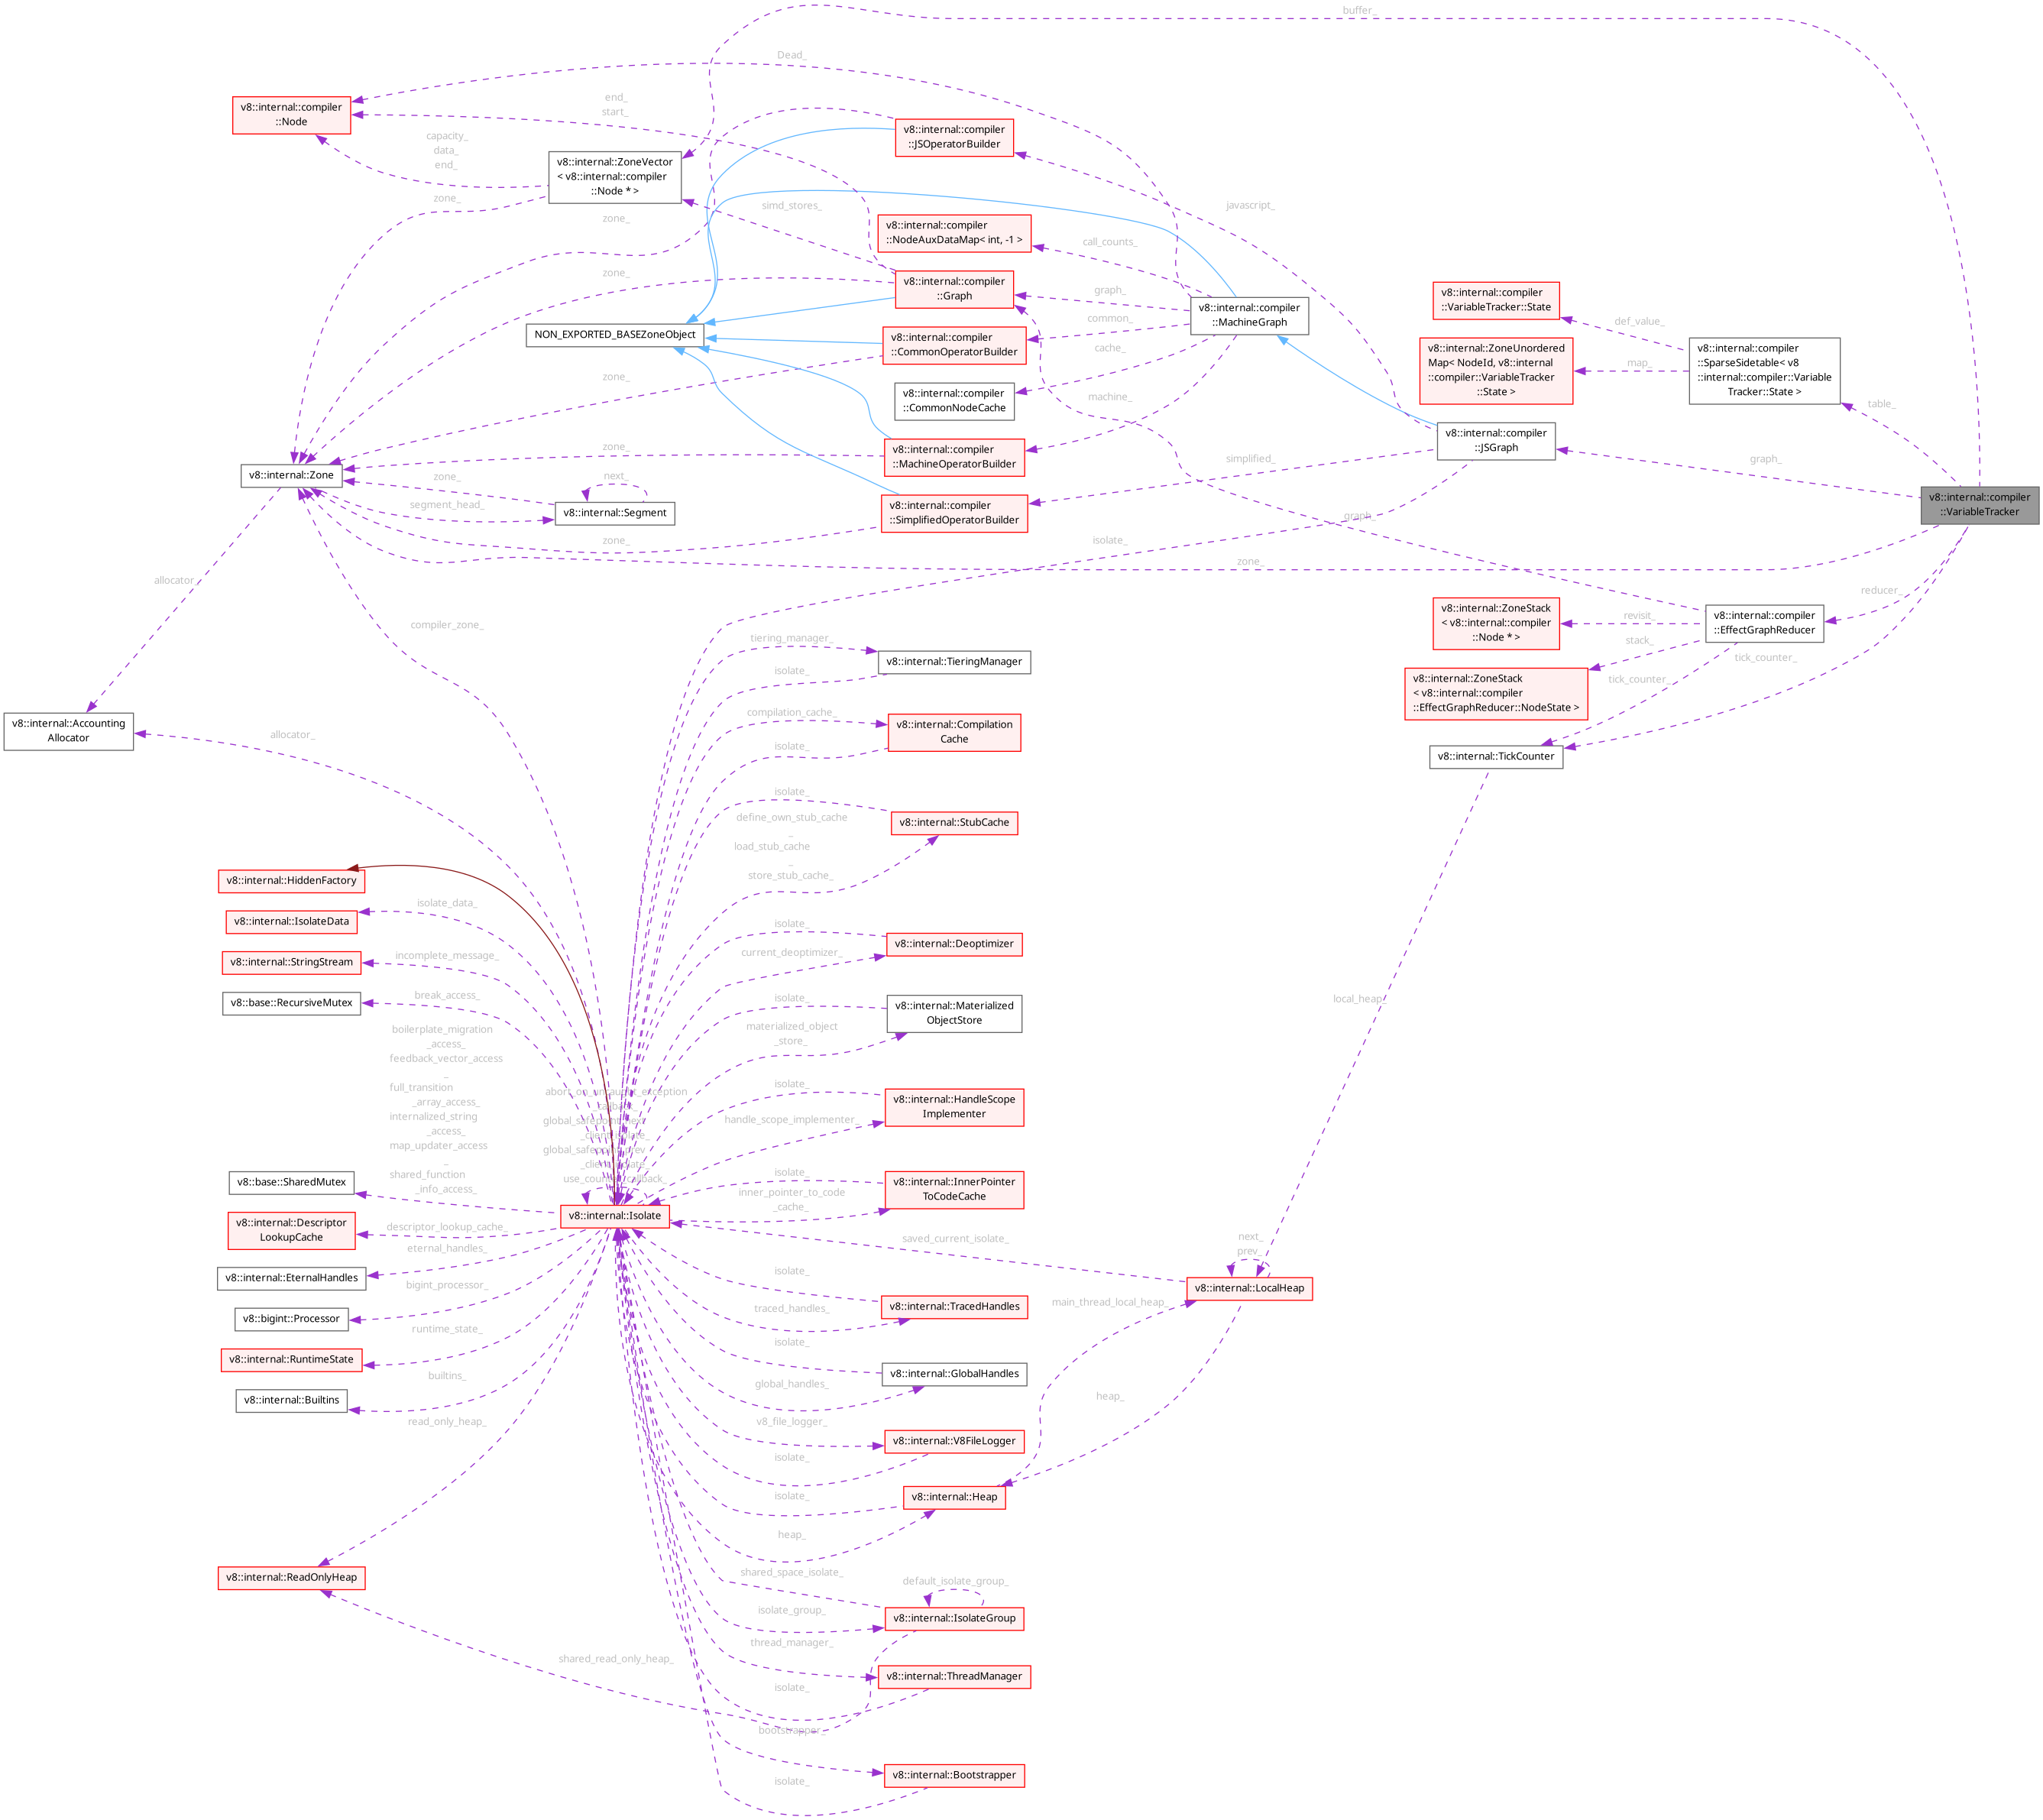 buffer_
Dead_
end_
start_
v8::internal::compiler
::Node
capacity_
data_
end_
v8::internal::ZoneVector
< v8::internal::compiler
::Node * >
v8::internal::compiler
::JSOperatorBuilder
zone_
zone_
simd_stores_
javascript_
v8::internal::compiler
::NodeAuxDataMap< int, -1 >
call_counts_
zone_
v8::internal::compiler
::Graph
graph_
v8::internal::compiler
::MachineGraph
v8::internal::compiler
::VariableTracker::State
def_value_
NON_EXPORTED_BASEZoneObject
v8::internal::compiler
::CommonOperatorBuilder
common_
cache_
v8::internal::ZoneUnordered
Map< NodeId, v8::internal
::compiler::VariableTracker
::State >
map_
v8::internal::compiler
::SparseSidetable< v8
::internal::compiler::Variable
Tracker::State >
zone_
v8::internal::compiler
::CommonNodeCache
machine_
table_
zone_
v8::internal::compiler
::MachineOperatorBuilder
simplified_
v8::internal::compiler
::JSGraph
graph_
v8::internal::Zone
zone_
next_
segment_head_
v8::internal::Segment
v8::internal::compiler
::SimplifiedOperatorBuilder
zone_
graph_
v8::internal::compiler
::VariableTracker
isolate_
zone_
allocator_
compiler_zone_
reducer_
v8::internal::ZoneStack
< v8::internal::compiler
::Node * >
revisit_
v8::internal::compiler
::EffectGraphReducer
stack_
tick_counter_
tick_counter_
v8::internal::ZoneStack
< v8::internal::compiler
::EffectGraphReducer::NodeState >
tiering_manager_
v8::internal::TieringManager
isolate_
v8::internal::Accounting
Allocator
allocator_
compilation_cache_
v8::internal::Compilation
Cache
isolate_
v8::internal::TickCounter
isolate_
v8::internal::StubCache
define_own_stub_cache
_
load_stub_cache
_
store_stub_cache_
v8::internal::HiddenFactory
isolate_data_
v8::internal::IsolateData
incomplete_message_
v8::internal::StringStream
isolate_
v8::internal::Deoptimizer
current_deoptimizer_
break_access_
v8::base::RecursiveMutex
isolate_
v8::internal::Materialized
ObjectStore
materialized_object
_store_
local_heap_
boilerplate_migration
_access_
feedback_vector_access
_
full_transition
_array_access_
internalized_string
_access_
map_updater_access
_
shared_function
_info_access_
v8::base::SharedMutex
isolate_
v8::internal::HandleScope
Implementer
handle_scope_implementer_
isolate_
v8::internal::InnerPointer
ToCodeCache
inner_pointer_to_code
_cache_
v8::internal::Isolate
v8::internal::Descriptor
LookupCache
descriptor_lookup_cache_
eternal_handles_
v8::internal::EternalHandles
saved_current_isolate_
next_
prev_
v8::internal::LocalHeap
bigint_processor_
v8::bigint::Processor
isolate_
v8::internal::TracedHandles
traced_handles_
main_thread_local_heap_
runtime_state_
v8::internal::RuntimeState
isolate_
v8::internal::GlobalHandles
global_handles_
builtins_
v8::internal::Builtins
heap_
read_only_heap_
v8_file_logger_
v8::internal::V8FileLogger
isolate_
isolate_
v8::internal::Heap
heap_
v8::internal::ReadOnlyHeap
shared_space_isolate_
default_isolate_group_
isolate_group_
v8::internal::IsolateGroup
thread_manager_
shared_read_only_heap_
v8::internal::ThreadManager
isolate_
bootstrapper_
v8::internal::Bootstrapper
isolate_